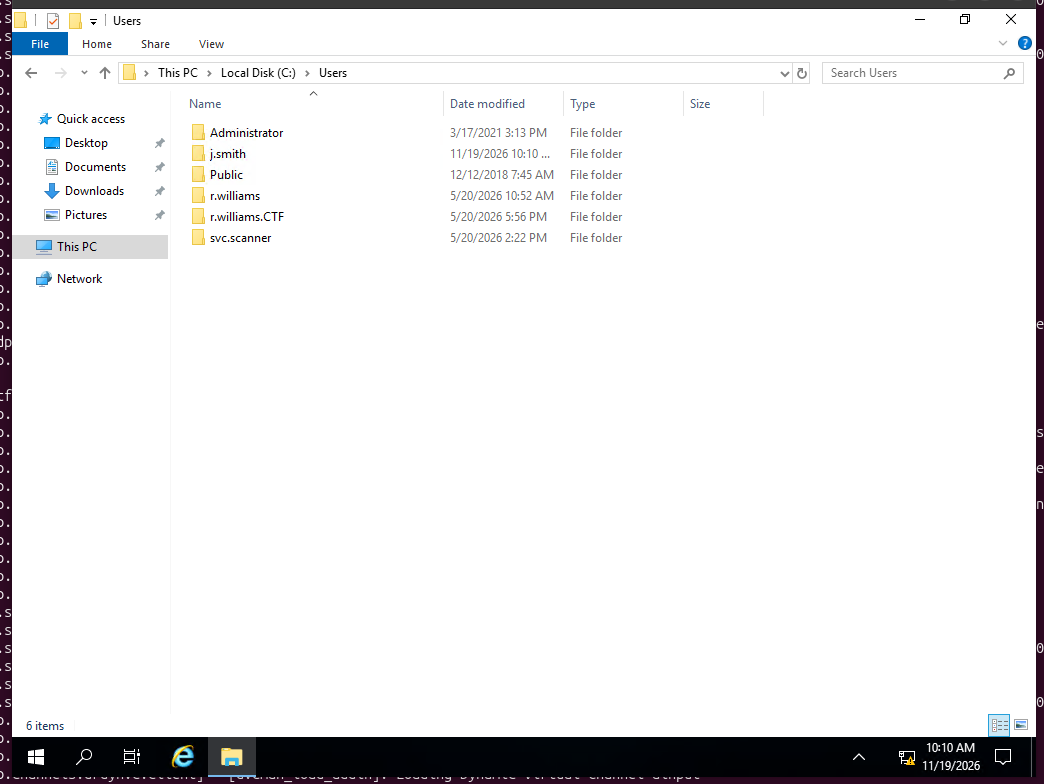 Users
File Home Share View
This PC Local Disk (C:) Users
Search Users
Name Date modified Type Size
Quick access
Desktop
Documents
Downloads
Pictures
This PC
Network
Administrator 3/17/2021 3:13 PM File folder
j.smith 11/19/2026 10:10 ... File folder
Public 12/12/2018 7:45 AM File folder
r.williams 5/20/2026 10:52 AM File folder
r.williams.CTF 5/20/2026 5:56 PM File folder
svc.scanner 5/20/2026 2:22 PM File folder
6 items
10:10 AM
11/19/2026